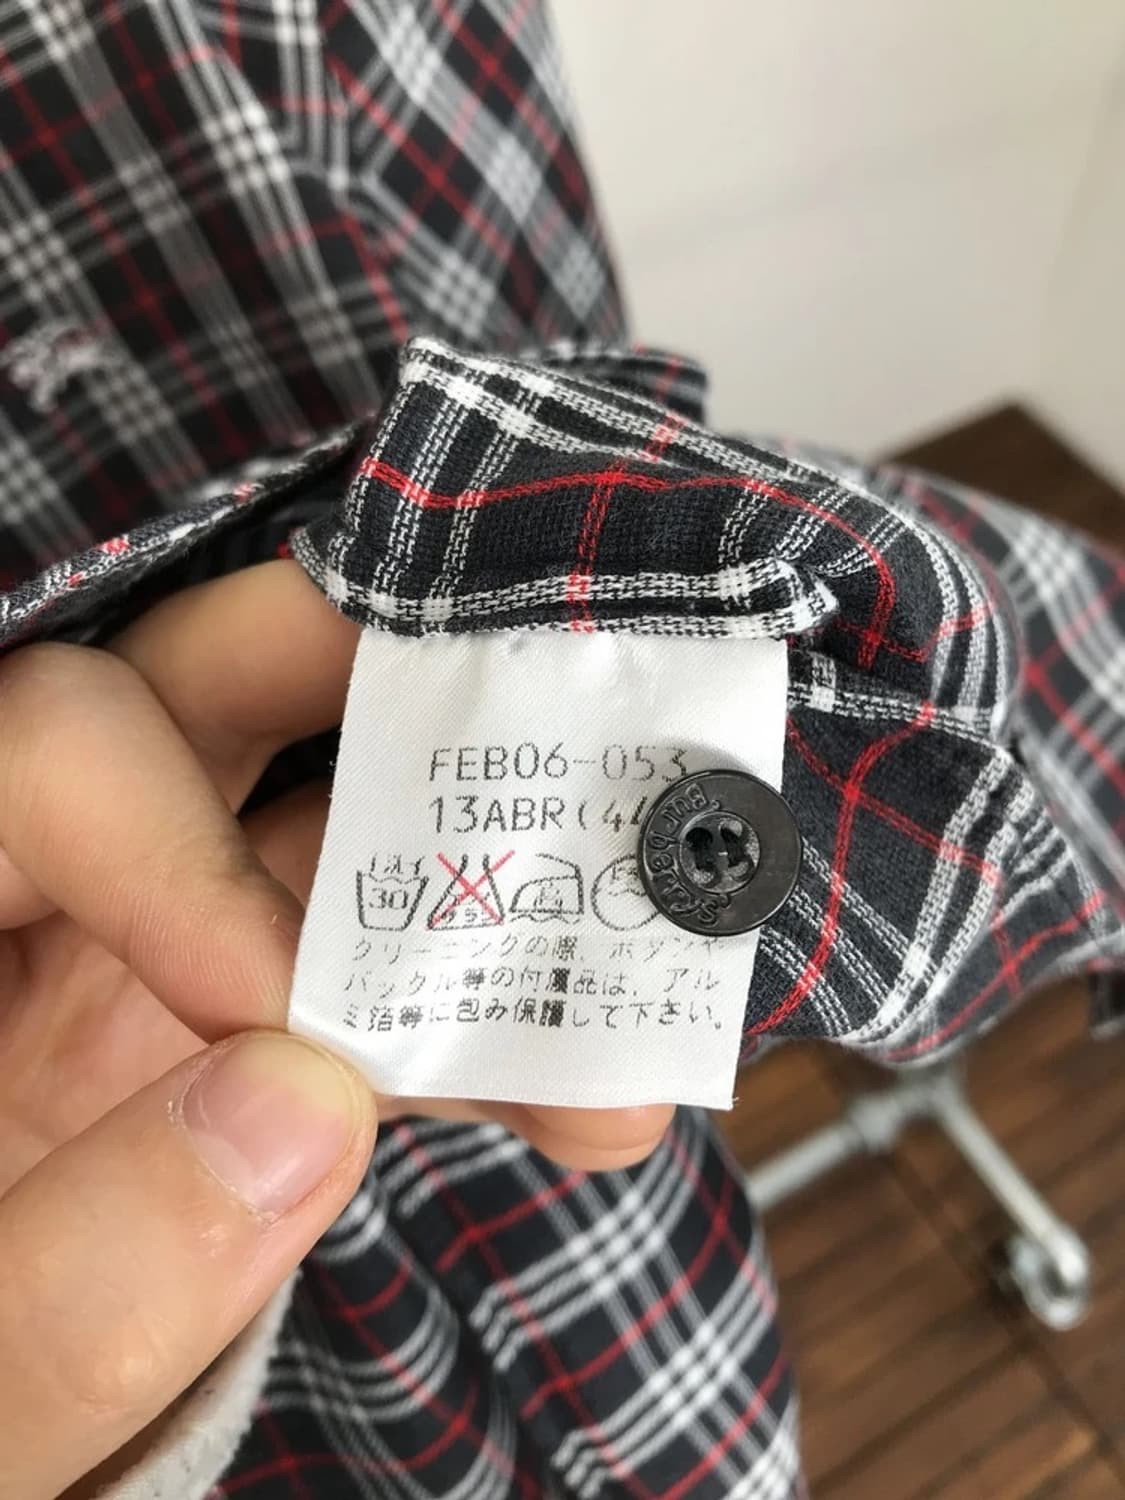 FEB06-053
13ABR(44
30
クリーニングの際、ボタンヤ
バックル等の付属品は、アル
ミ箔等に包み保護して下さい。
Burberrys